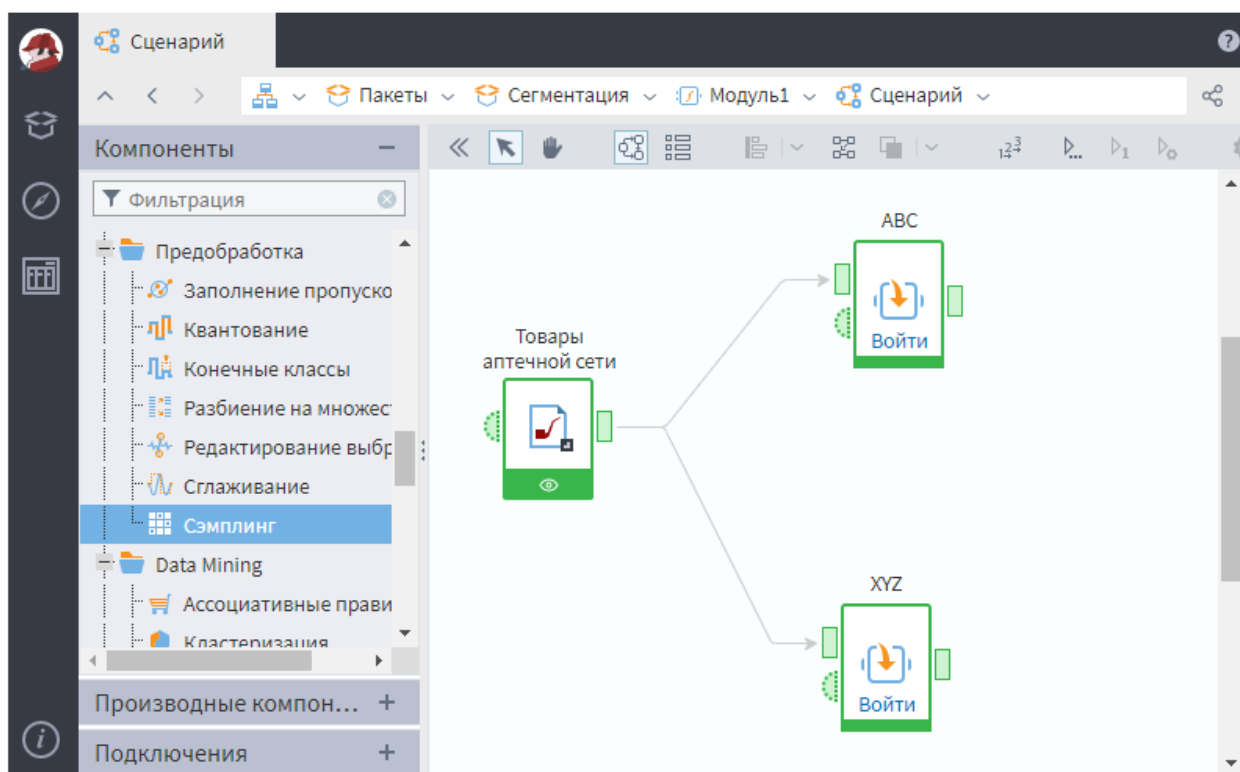 Сценарий
Пакеты
Сегментация
Модуль1
Сценарий
Компоненты
Фильтрация
Предобработка
Заполнение пропуско
Квантование
Конечные классы
Разбиение на множес
Редактирование выбр
Сглаживание
Сэмплинг
Data Mining
Ассоциативные прави
Кластеризация
Производные компон...
Подключения
Товары
аптечной сети
ABC
Войти
XYZ
Войти